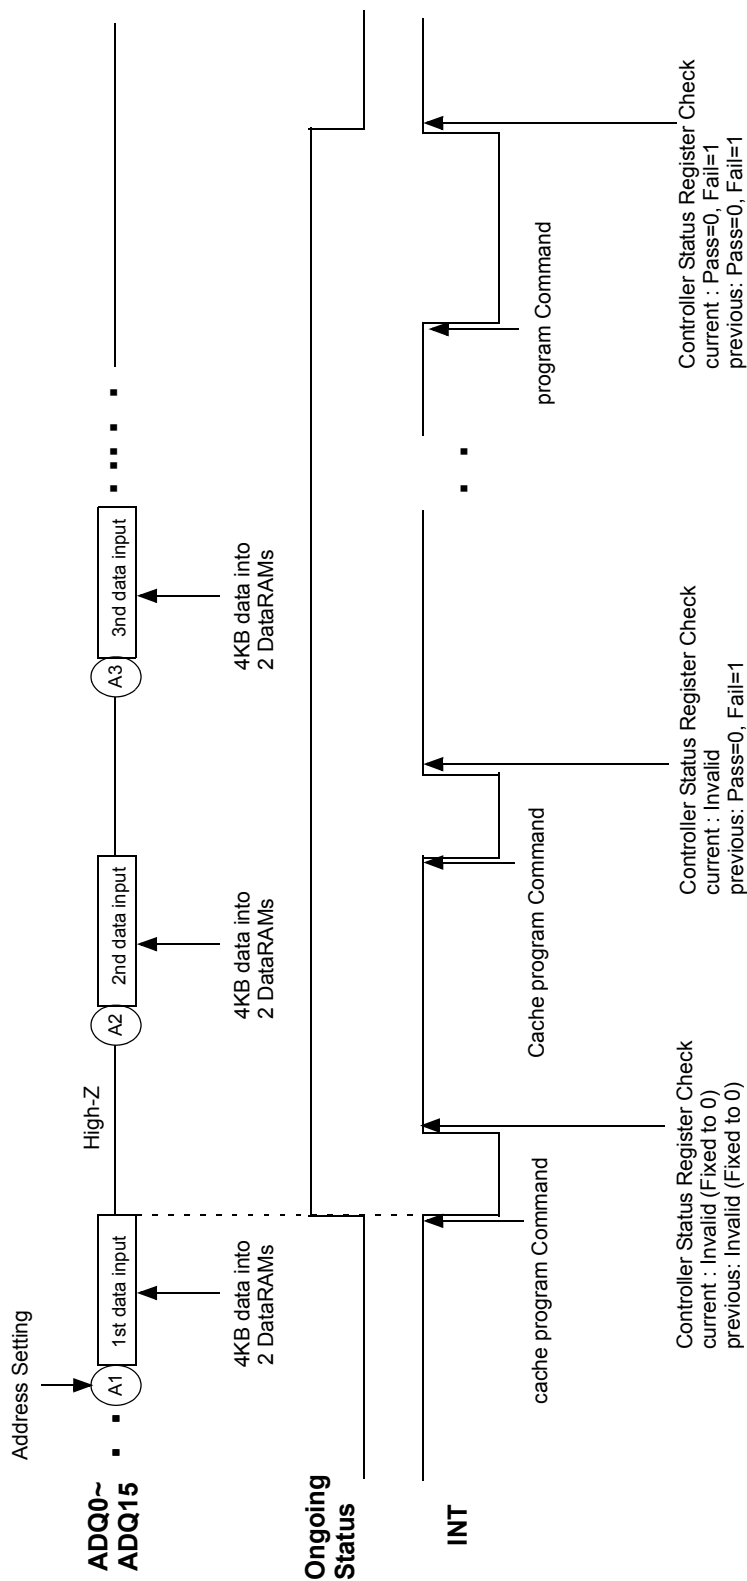 Address Setting
ADQ0~
ADQ15
A1
1st data input
High-Z
A2
2nd data input
A3
3nd data input
4KB data into
2 DataRAMs
4KB data into
2 DataRAMs
4KB data into
2 DataRAMs
Ongoing
Status
INT
cache program Command
Cache program Command
program Command
Controller Status Register Check
current : Invalid (Fixed to 0)
previous: Invalid (Fixed to 0)
Controller Status Register Check
current : Invalid
previous: Pass=0, Fail=1
Controller Status Register Check
current : Pass=0, Fail=1
previous: Pass=0, Fail=1